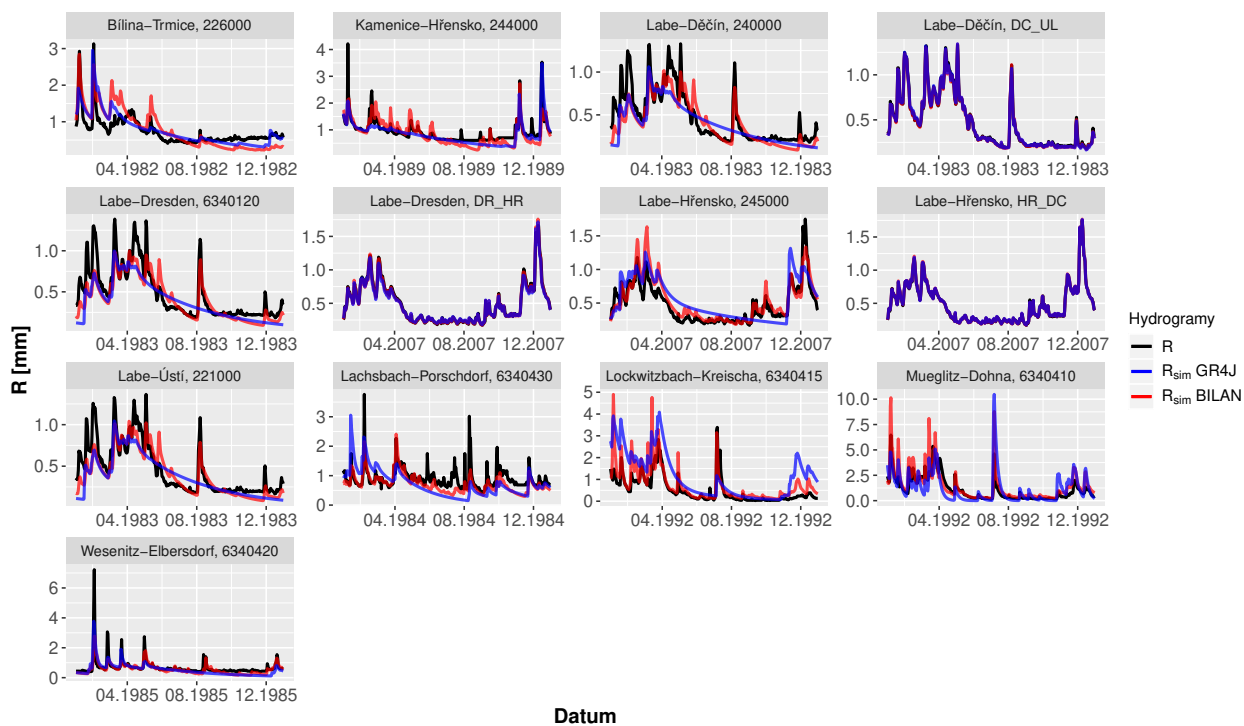 Bílina−Trmice, 226000
Kamenice−Hřensko, 244000
Labe−Děčín, 240000
Labe−Děčín, DC_UL
3
2
1
04.1982 08.1982 12.1982
4
3
2
1
04.1989 08.1989 12.1989
1.0
0.5
04.1983 08.1983 12.1983
1.0
0.5
04.1983 08.1983 12.1983
Labe−Dresden, 6340120
Labe−Dresden, DR_HR
Labe−Hřensko, 245000
Labe−Hřensko, HR_DC
1.0
0.5
04.1983 08.1983 12.1983
1.5
1.0
0.5
04.2007 08.2007 12.2007
1.5
1.0
0.5
04.2007 08.2007 12.2007
1.5
1.0
0.5
04.2007 08.2007 12.2007
Labe−Ústí, 221000
Lachsbach−Porschdorf, 6340430
Lockwitzbach−Kreischa, 6340415
Mueglitz−Dohna, 6340410
1.0
0.5
04.1983 08.1983 12.1983
3
2
1
0
04.1984 08.1984 12.1984
5
4
3
2
1
0
04.1992 08.1992 12.1992
10.0
7.5
5.0
2.5
0.0
04.1992 08.1992 12.1992
Wesenitz−Elbersdorf, 6340420
6
4
2
0
04.1985 08.1985 12.1985
R [mm]
Datum
Hydrogramy
R
Rsim GR4J
Rsim BILAN